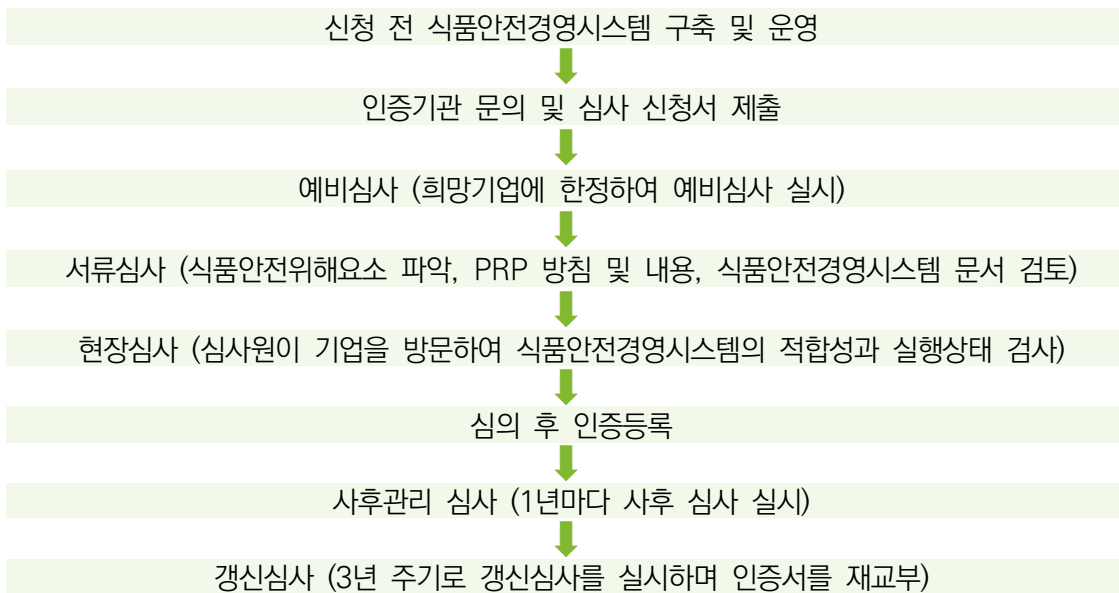 신청 전 식품안전경영시스템 구축 및 운영
인증기관 문의 및 심사 신청서 제출
예비심사 (희망기업에 한정하여 예비심사 실시)
서류심사 (식품안전위해요소 파악, PRP 방침 및 내용, 식품안전경영시스템 문서 검토)
현장심사 (심사원이 기업을 방문하여 식품안전경영시스템의 적합성과 실행상태 검사)
심의 후 인증등록
사후관리 심사 (1년마다 사후 심사 실시)
갱신심사 (3년 주기로 갱신심사를 실시하며 인증서를 재교부)